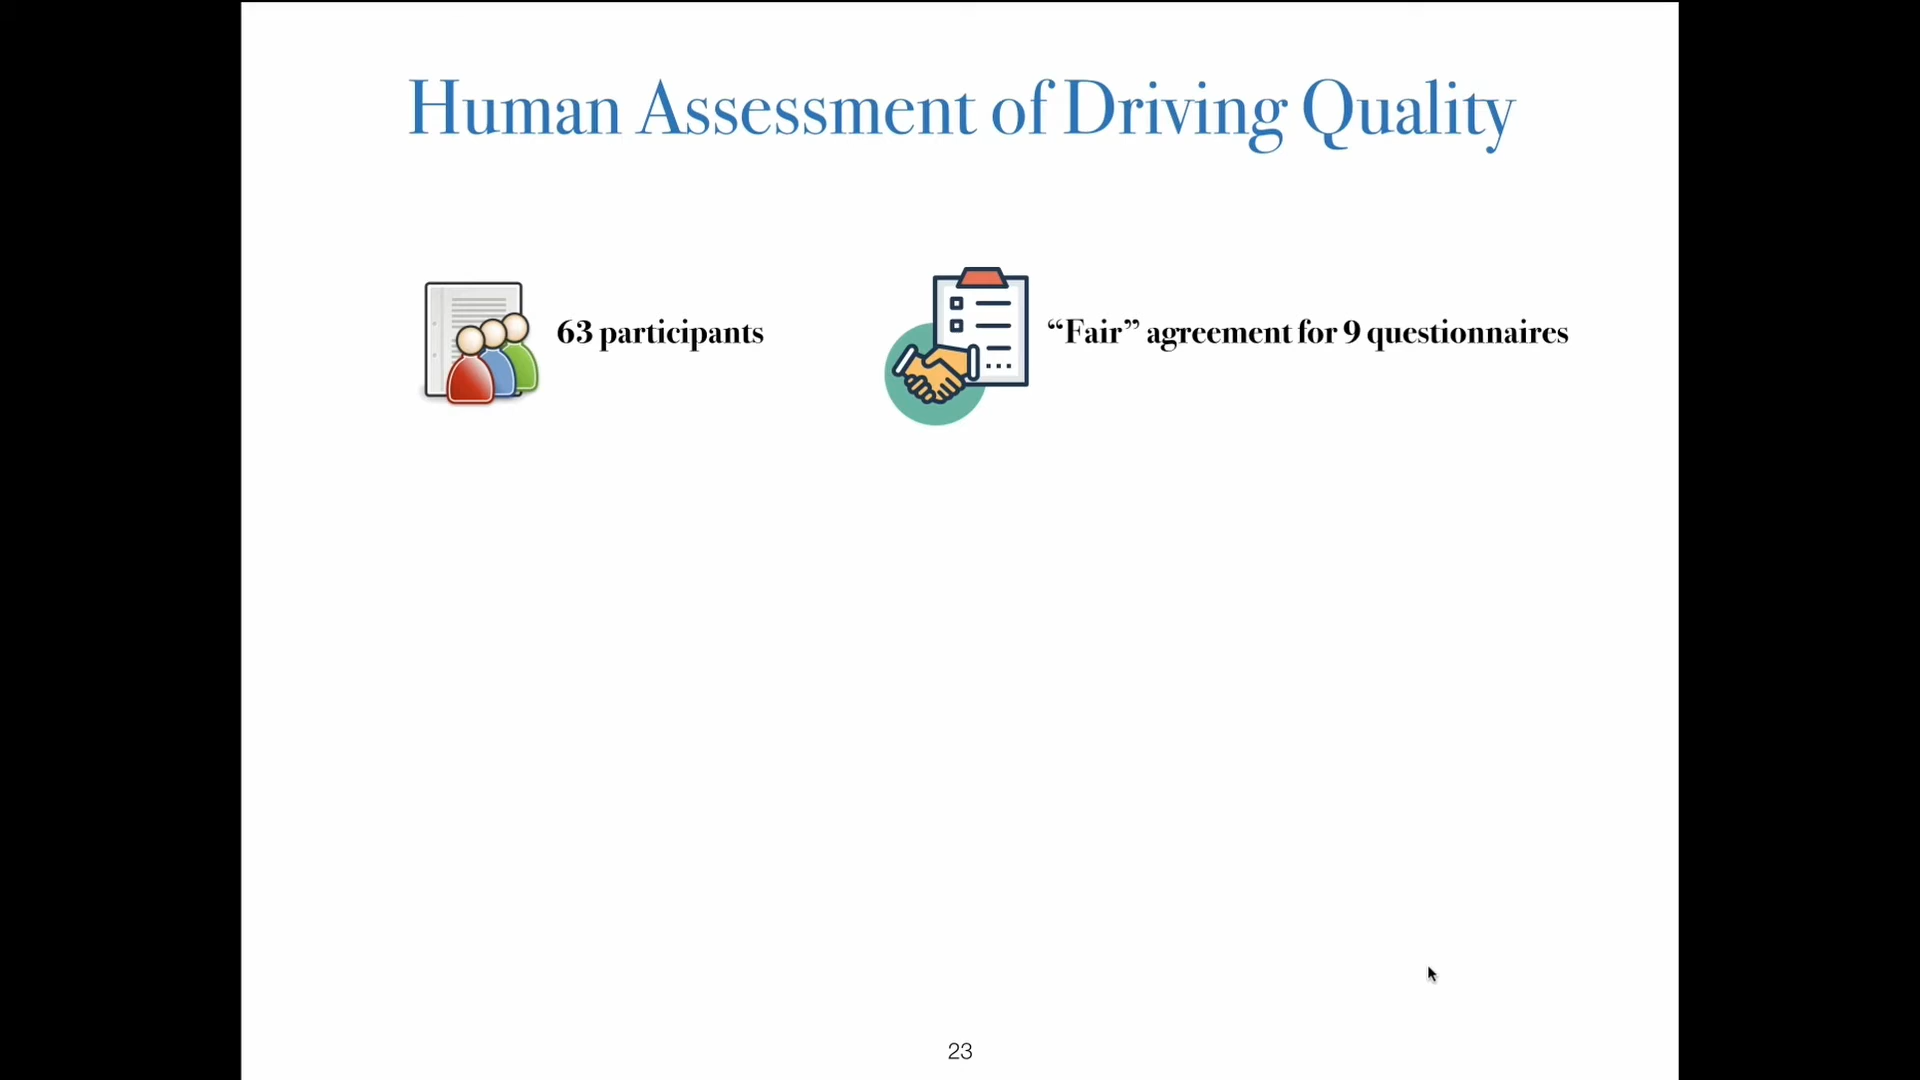 Human Assessment of Driving Quality
63 participants
“Fair” agreement for 9 questionnaires
23